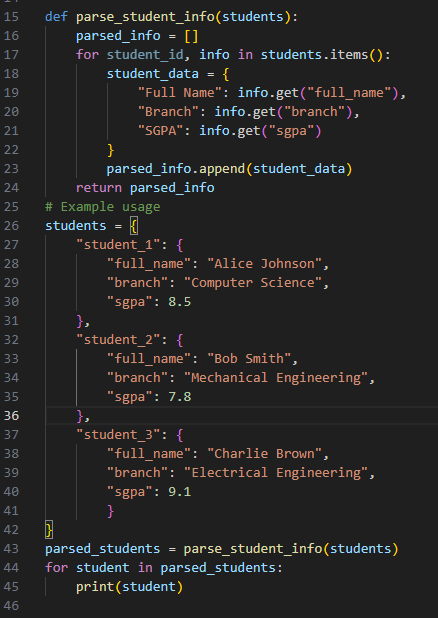 15 def parse_student_info(students):
16     parsed_info = []
17     for student_id, info in students.items():
18         student_data = {
19             "Full Name": info.get("full_name"),
20             "Branch": info.get("branch"),
21             "SGPA": info.get("sgpa")
22         }
23         parsed_info.append(student_data)
24     return parsed_info
25 # Example usage
26 students = {
27     "student_1": {
28         "full_name": "Alice Johnson",
29         "branch": "Computer Science",
30         "sgpa": 8.5
31     },
32     "student_2": {
33         "full_name": "Bob Smith",
34         "branch": "Mechanical Engineering",
35         "sgpa": 7.8
36     },
37     "student_3": {
38         "full_name": "Charlie Brown",
39         "branch": "Electrical Engineering",
40         "sgpa": 9.1
41         }
42 }
43 parsed_students = parse_student_info(students)
44 for student in parsed_students:
45     print(student)
46